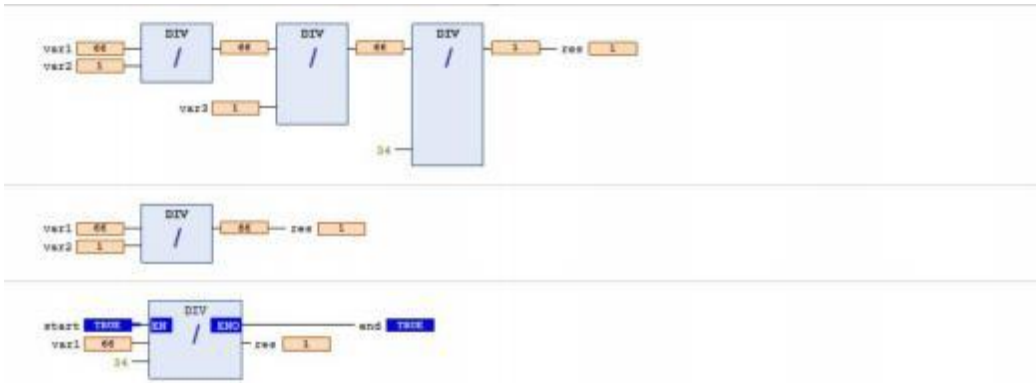 DIV DIV DIV
var1 66 / 66 / 66 / 1 res 1
var2 1
var3 1
34
DIV
var1 66 / 66 res 1
var2 1
DIV
start TRUE EN / ENO end TRUE
var1 66 res 1
34